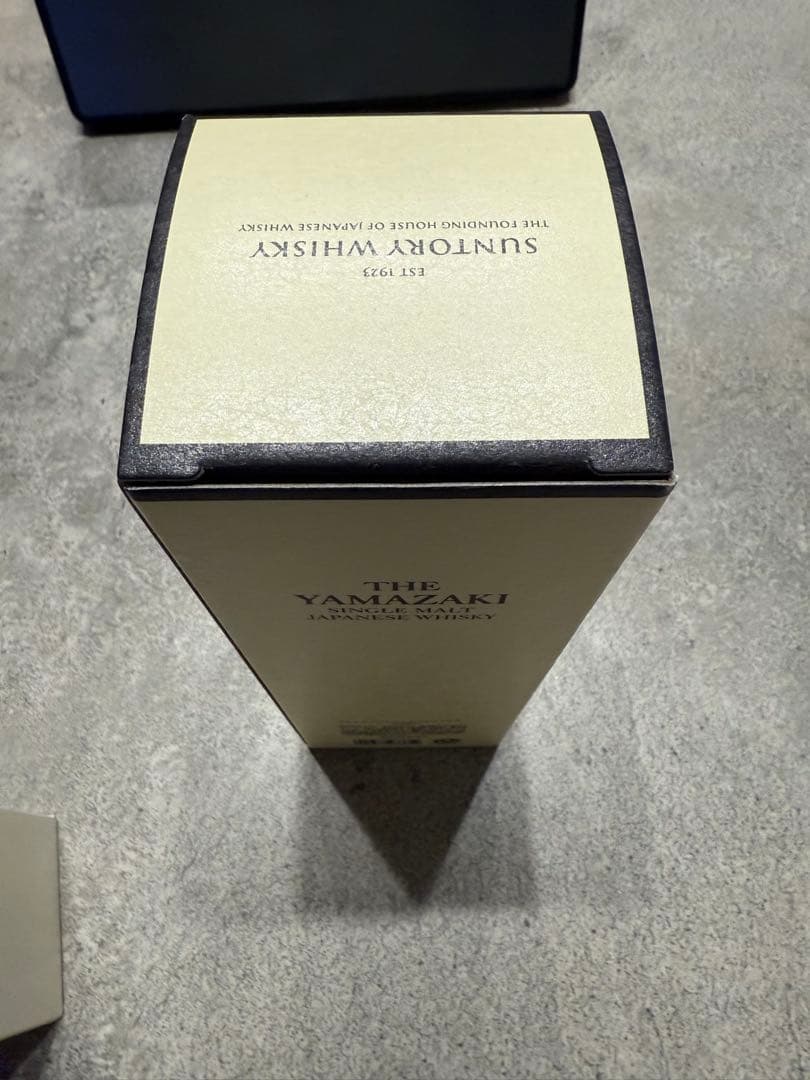 EST 1923
SUNTORY WHISKY
THE FOUNDING HOUSE OF JAPANESE WHISKY
THE
YAMAZAKI
SINGLE MALT
JAPANESE WHISKY